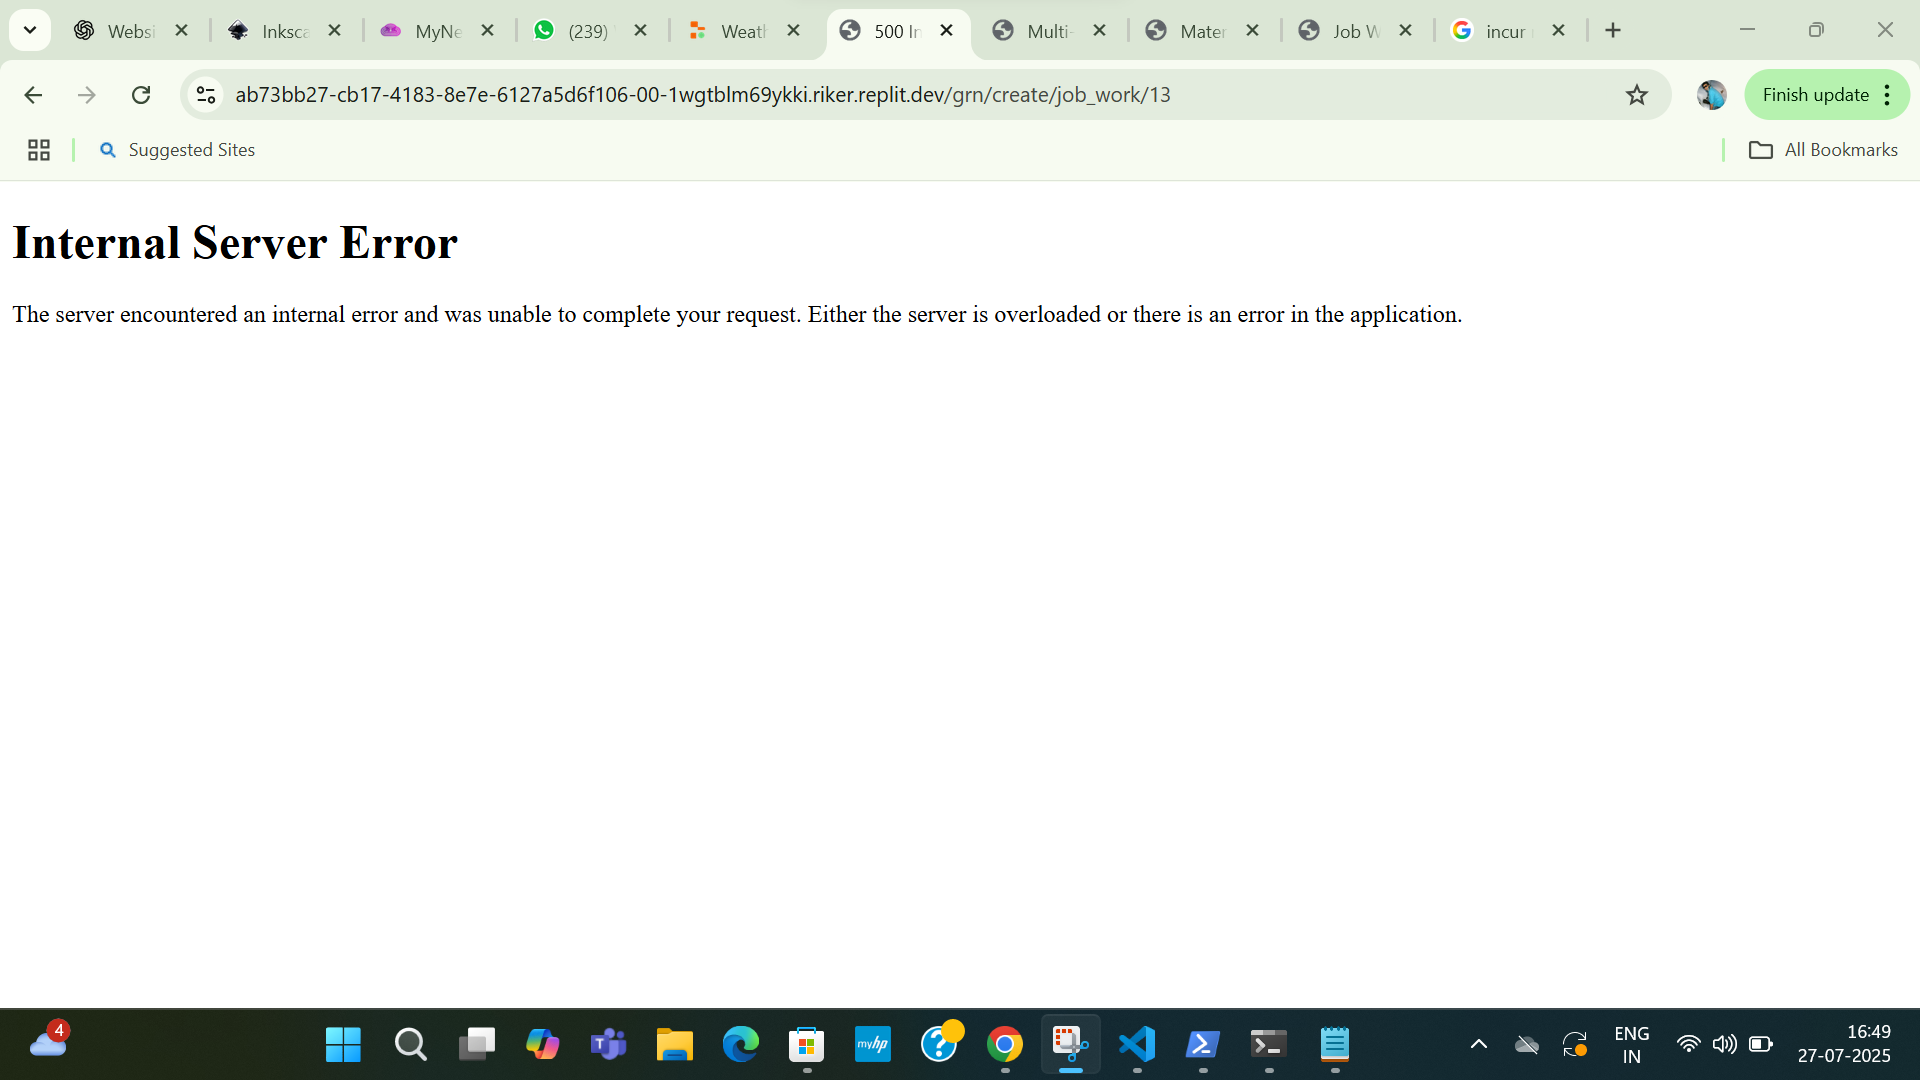 Websi
Inksca
MyNe
(239)
Weath
500 In
Multi-
Mater
Job W
incur
ab73bb27-cb17-4183-8e7e-6127a5d6f106-00-1wgtblm69ykki.riker.replit.dev/grn/create/job_work/13
Finish update
Suggested Sites
All Bookmarks
Internal Server Error
The server encountered an internal error and was unable to complete your request. Either the server is overloaded or there is an error in the application.
4
myhp
ENG
IN
16:49
27-07-2025